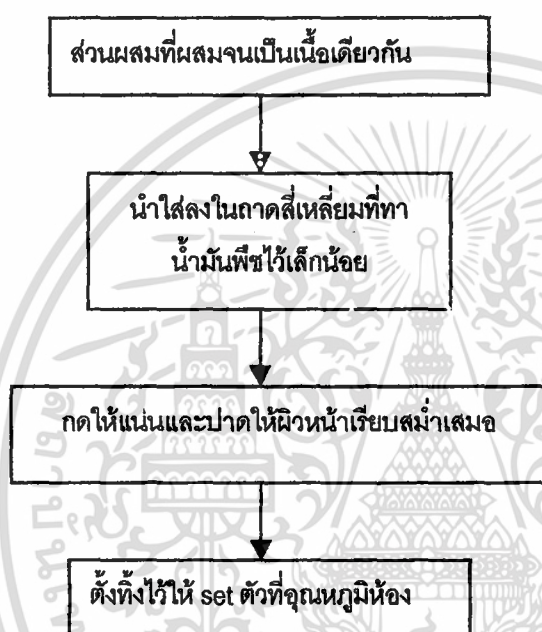 ส่วนผสมที่ผสมจนเป็นเนื้อเดียวกัน
นำใส่ลงในถาดสี่เหลี่ยมที่ทา
น้ำมันพืชไว้เล็กน้อย
กดให้แน่นและปาดให้ผิวหน้าเรียบสม่ำเสมอ
ตั้งทิ้งไว้ให้ set ตัวที่อุณหภูมิห้อง